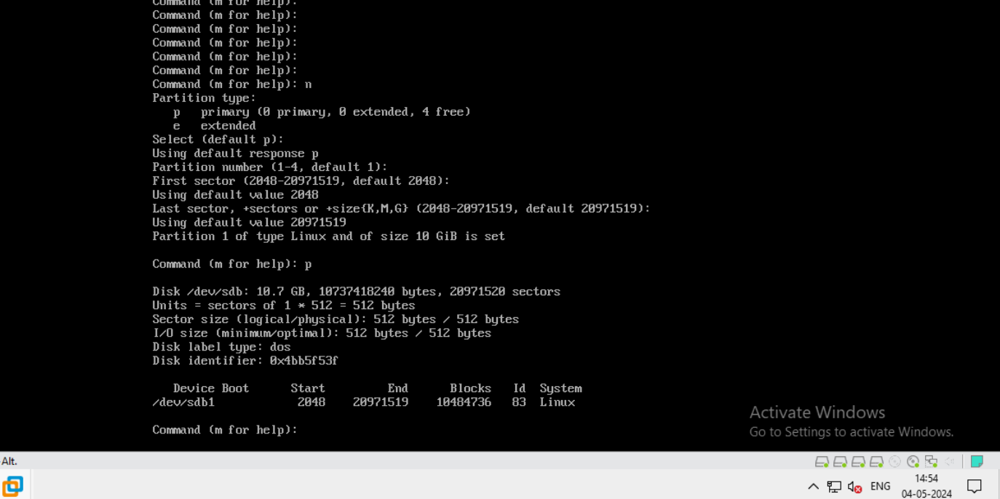 Command (m for help):
Command (m for help):
Command (m for help):
Command (m for help):
Command (m for help):
Command (m for help):
Command (m for help): n
Partition type:
   p   primary (0 primary, 0 extended, 4 free)
   e   extended
Select (default p):
Using default response p
Partition number (1-4, default 1):
First sector (2048-20971519, default 2048):
Using default value 2048
Last sector, +sectors or +size{K,M,G} (2048-20971519, default 20971519):
Using default value 20971519
Partition 1 of type Linux and of size 10 GiB is set
Command (m for help): p
Disk /dev/sdb: 10.7 GB, 10737418240 bytes, 20971520 sectors
Units = sectors of 1 * 512 = 512 bytes
Sector size (logical/physical): 512 bytes / 512 bytes
I/O size (minimum/optimal): 512 bytes / 512 bytes
Disk label type: dos
Disk identifier: 0x4bb5f53f
   Device Boot      Start         End      Blocks   Id  System
/dev/sdb1            2048    20971519    10484736   83  Linux
Command (m for help):
Activate Windows
Go to Settings to activate Windows.
Alt.
ENG
14:54
04-05-2024